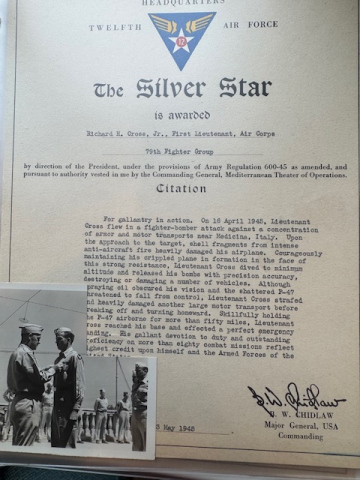 HEADQUARTERS
TWELFTH AIR FORCE
12
The Silver Star
is awarded
Richard H. Cross, Jr., First Lieutenant, Air Corps
79th Fighter Group
by direction of the President, under the provisions of Army Regulation 600-45 as amended, and
pursuant to authority vested in me by the Commanding General, Mediterranean Theater of Operations.
Citation
For gallantry in action. On 16 April 1945, Lieutenant
Cross flew in a fighter-bomber attack against a concentration
of armor and motor transports near Medicina, Italy. Upon
the approach to the target, shell fragments from intense
anti-aircraft fire heavily damaged his airplane. Courageously
maintaining his crippled plane in formation in the face of
this strong resistance, Lieutenant Cross dived to minimum
altitude and released his bombs with precision accuracy,
destroying or damaging a number of vehicles. Although
praying oil obscured his vision and the shattered P-47
threatened to fall from control, Lieutenant Cross strafed
nd heavily damaged another large motor transport before
reaking off and turning homeward. Skillfully holding
he P-47 airborne for more than fifty miles, Lieutenant
ross reached his base and effected a perfect emergency
anding. His gallant devotion to duty and outstanding
eficiency on more than eighty combat missions reflect
ighest credit upon himself and the Armed Forces of the
B. W. Chidlaw
B. W. CHIDLAW
Major General, USA
Commanding
May 1945